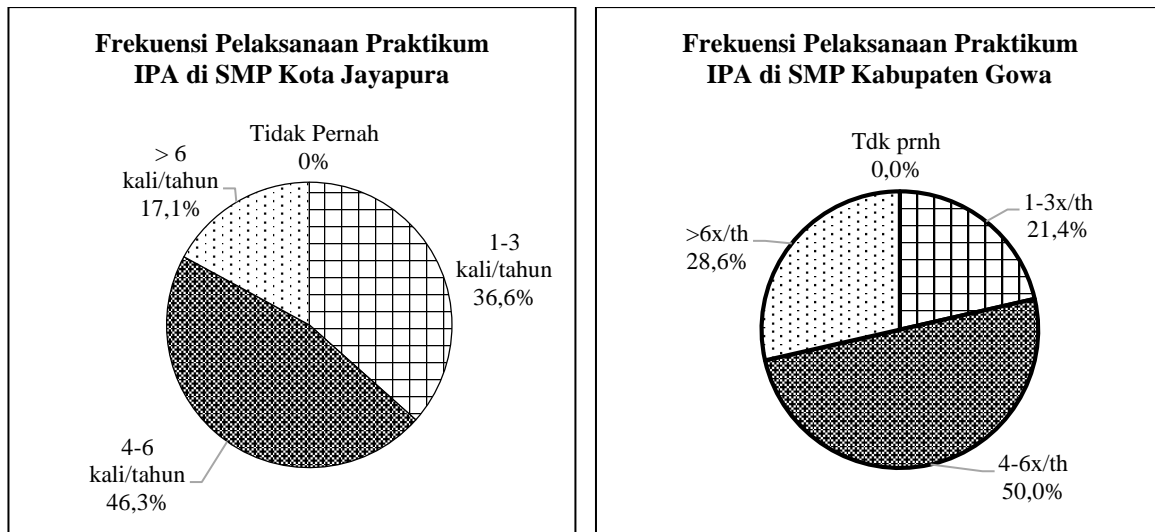 Frekuensi Pelaksanaan Praktikum
IPA di SMP Kota Jayapura
Tidak Pernah
0%
> 6
kali/tahun
17,1%
1-3
kali/tahun
36,6%
4-6
kali/tahun
46,3%
Frekuensi Pelaksanaan Praktikum
IPA di SMP Kabupaten Gowa
Tdk prnh
0,0%
1-3x/th
21,4%
>6x/th
28,6%
4-6x/th
50,0%